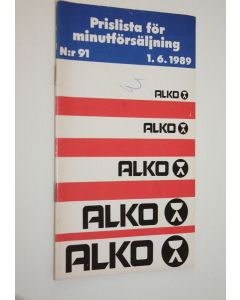 Prislista för
minutförsäljning
N:r 91 1. 6. 1989
ALKO
ALKO
ALKO
ALKO
ALKO